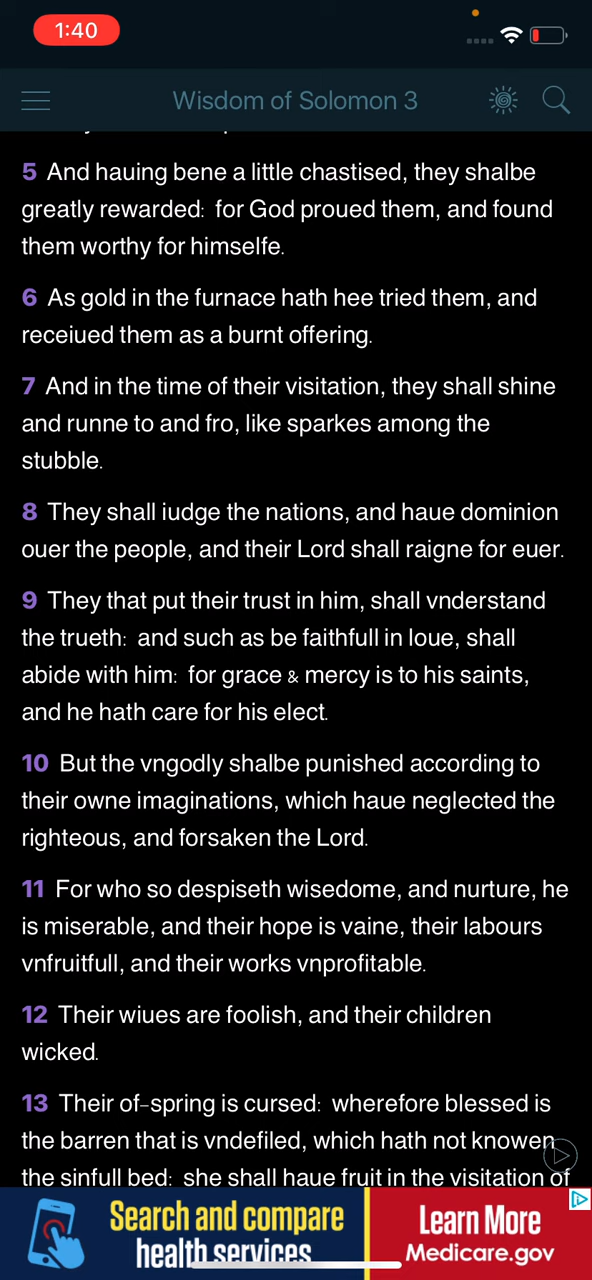 1:40
Wisdom of Solomon 3
5 And hauing bene a little chastised, they shalbe
greatly rewarded: for God proued them, and found
them worthy for himselfe.
6 As gold in the furnace hath hee tried them, and
receiued them as a burnt offering.
7 And in the time of their visitation, they shall shine
and runne to and fro, like sparkes among the
stubble.
8 They shall iudge the nations, and haue dominion
ouer the people, and their Lord shall raigne for euer.
9 They that put their trust in him, shall vnderstand
the trueth: and such as be faithfull in loue, shall
abide with him: for grace & mercy is to his saints,
and he hath care for his elect.
10 But the vngodly shalbe punished according to
their owne imaginations, which haue neglected the
righteous, and forsaken the Lord.
11 For who so despiseth wisedome, and nurture, he
is miserable, and their hope is vaine, their labours
vnfruitfull, and their works vnprofitable.
12 Their wiues are foolish, and their children
wicked.
13 Their of-spring is cursed: wherefore blessed is
the barren that is vndefiled, which hath not knowen
the sinfull bed: she shall haue fruit in the visitation of
Search and compare
health services
Learn More
Medicare.gov